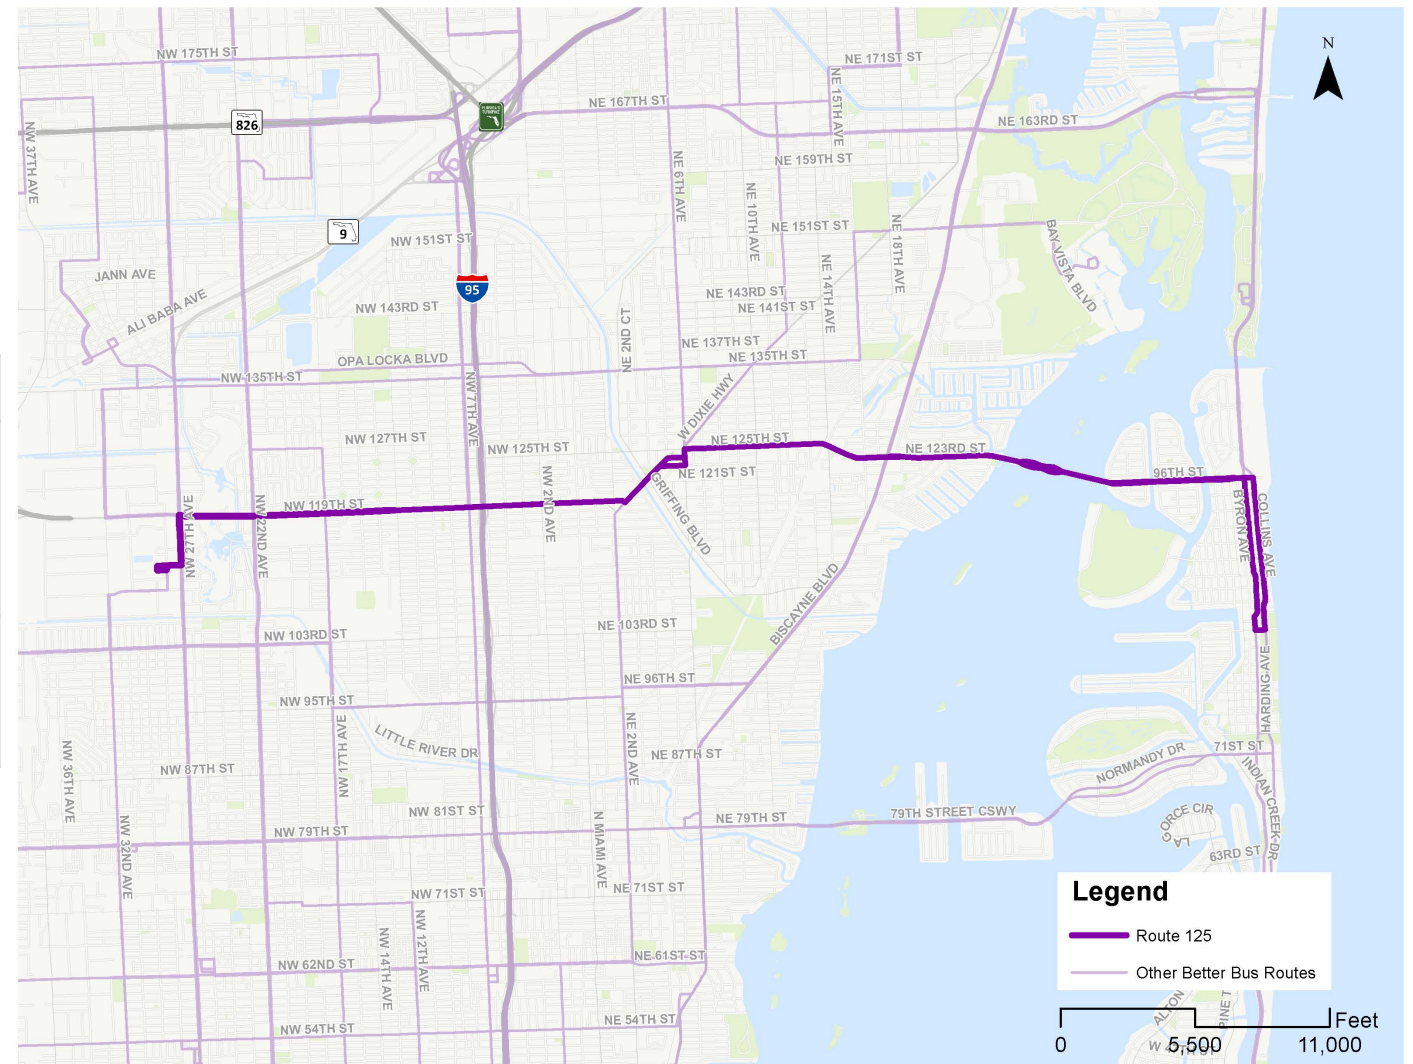 N
NW 175TH ST
NE 171ST ST
NE 15TH AVE
NE 167TH ST
826
NE 163RD ST
NW 37TH AVE
NE 6TH AVE
NE 159TH ST
NE 10TH AVE
9
NW 151ST ST
NE 151ST ST
NE 18TH AVE
BAY VISTA BLVD
JANN AVE
NE 14TH AVE
95
ALI BABA AVE
NW 143RD ST
NE 143RD ST
NE 141ST ST
NE 2ND CT
NE 137TH ST
OPA LOCKA BLVD
NE 135TH ST
NW 135TH ST
NW 7TH AVE
W DIXIE HWY
NW 127TH ST
NW 125TH ST
NE 125TH ST
NE 123RD ST
NE 121ST ST
96TH ST
NW 2ND AVE
GRIFFING BLVD
NW 119TH ST
NW 27TH AVE
NW 22ND AVE
BYRON AVE
COLLINS AVE
BISCAYNE BLVD
NE 103RD ST
NW 103RD ST
NE 96TH ST
HARDING AVE
NW 95TH ST
NE 2ND AVE
LITTLE RIVER DR
NW 17TH AVE
NE 87TH ST
71ST ST
NORMANDY DR
NW 36TH AVE
NW 87TH ST
INDIAN CREEK DR
NW 81ST ST
NE 79TH ST
79TH STREET CSWY
LA GORCE CIR
NW 79TH ST
N MIAMI AVE
NW 32ND AVE
63RD ST
NW 71ST ST
NE 71ST ST
Legend
Route 125
Other Better Bus Routes
NW 14TH AVE
NW 12TH AVE
NW 62ND ST
NE 61ST ST
ALTON
PINE T
NW 54TH ST
NE 54TH ST
Feet
0
5,500
11,000